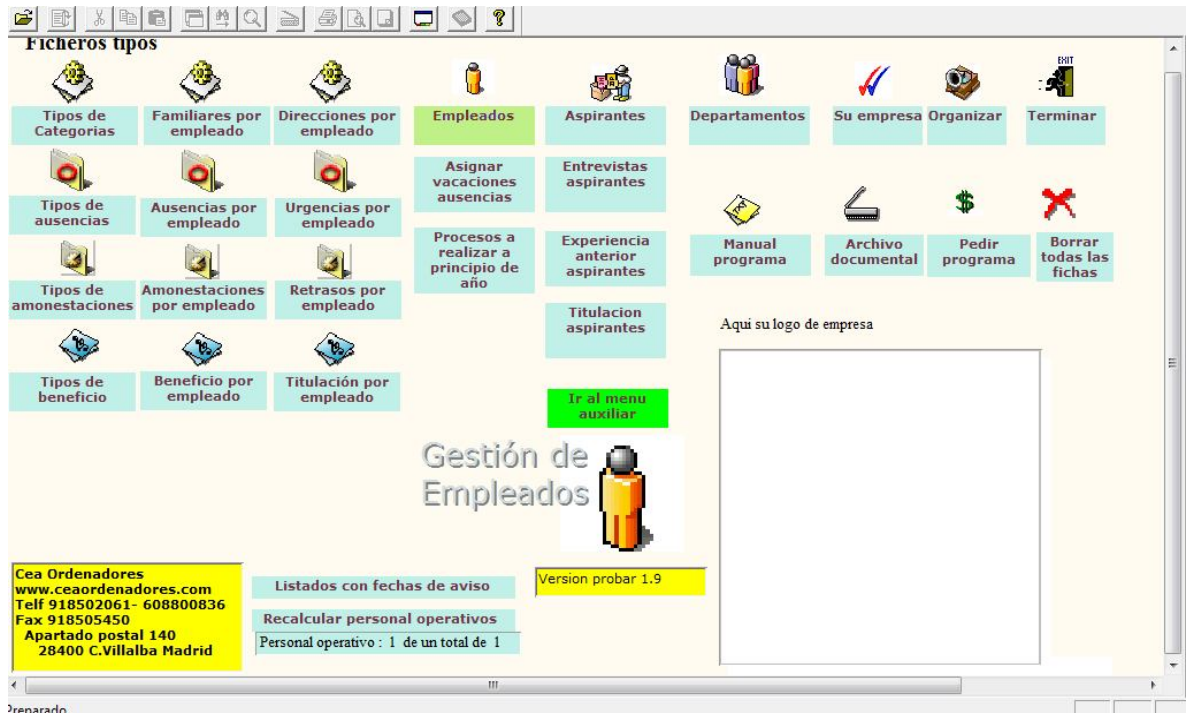 Ficheros tipos
EXIT
Tipos de
Categorias
Familiares por
empleado
Direcciones por
empleado
Empleados
Aspirantes
Departamentos
Su empresa
Organizar
Terminar
Asignar
vacaciones
ausencias
Entrevistas
aspirantes
Tipos de
ausencias
Ausencias por
empleado
Urgencias por
empleado
Procesos a
realizar a
principio de
año
Experiencia
anterior
aspirantes
Manual
programa
Archivo
documental
Pedir
programa
Borrar
todas las
fichas
Tipos de
amonestaciones
Amonestaciones
por empleado
Retrasos por
empleado
Titulacion
aspirantes
Aqui su logo de empresa
Tipos de
beneficio
Beneficio por
empleado
Titulación por
empleado
Ir al menu
auxiliar
Gestión de
Empleados
Cea Ordenadores
www.ceaordenadores.com
Telf 918502061- 608800836
Fax 918505450
Apartado postal 140
28400 C.Villalba Madrid
Listados con fechas de aviso
Version probar 1.9
Recalcular personal operativos
Personal operativo : 1 de un total de 1
Preparado